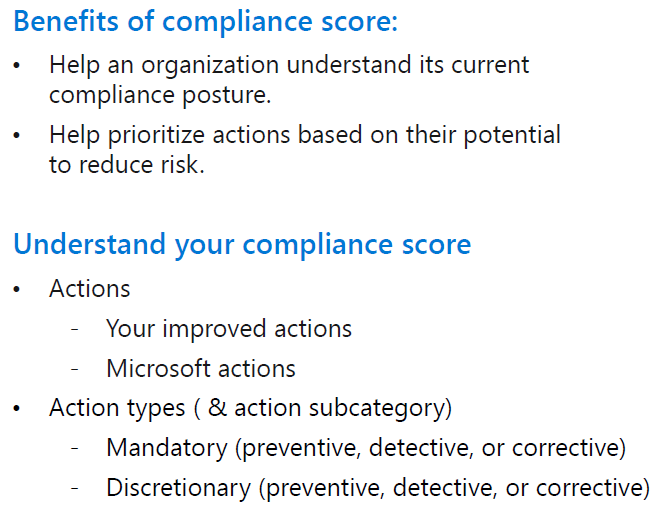 Benefits of compliance score:
• Help an organization understand its current
compliance posture.
• Help prioritize actions based on their potential
to reduce risk.
Understand your compliance score
• Actions
- Your improved actions
- Microsoft actions
• Action types ( & action subcategory)
- Mandatory (preventive, detective, or corrective)
- Discretionary (preventive, detective, or corrective)